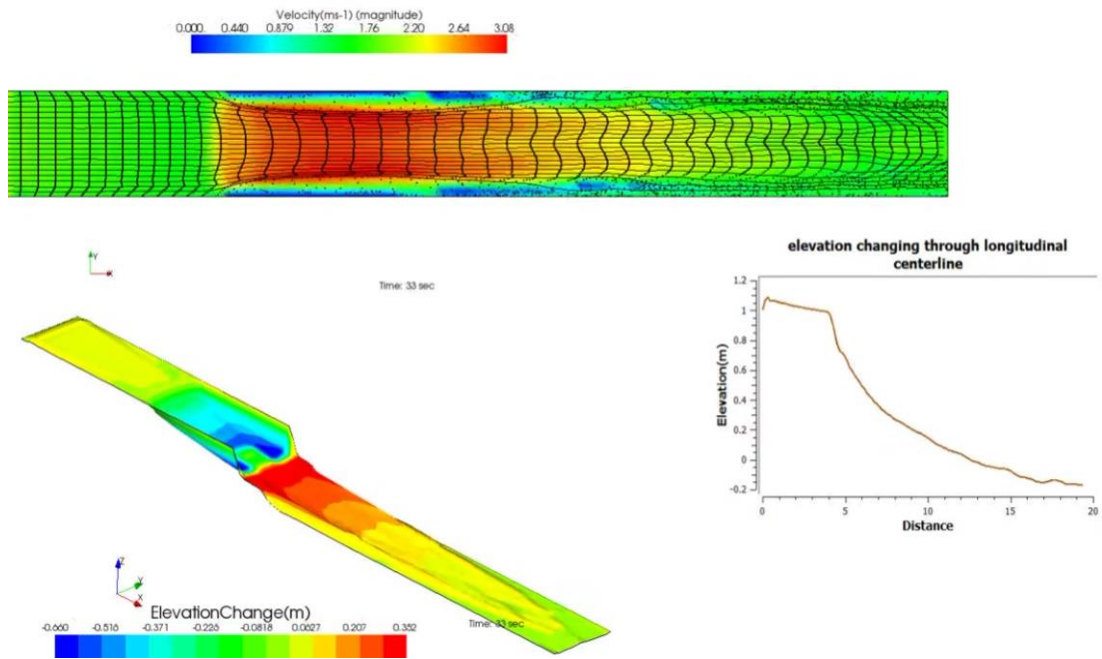 Velocity(ms-1) (magnitude)
0.000 0.440 0.879 1.32 1.76 2.20 2.64 3.08
Y
X
Time: 33 sec
elevation changing through longitudinal
centerline
1.2
1
0.8
0.6
0.4
0.2
0
-0.2
Elevation(m)
0 5 10 15 20
Distance
Z
Y
X
ElevationChange(m)
Time: 33 sec
-0.660 -0.516 -0.371 -0.226 -0.0818 0.0627 0.207 0.352